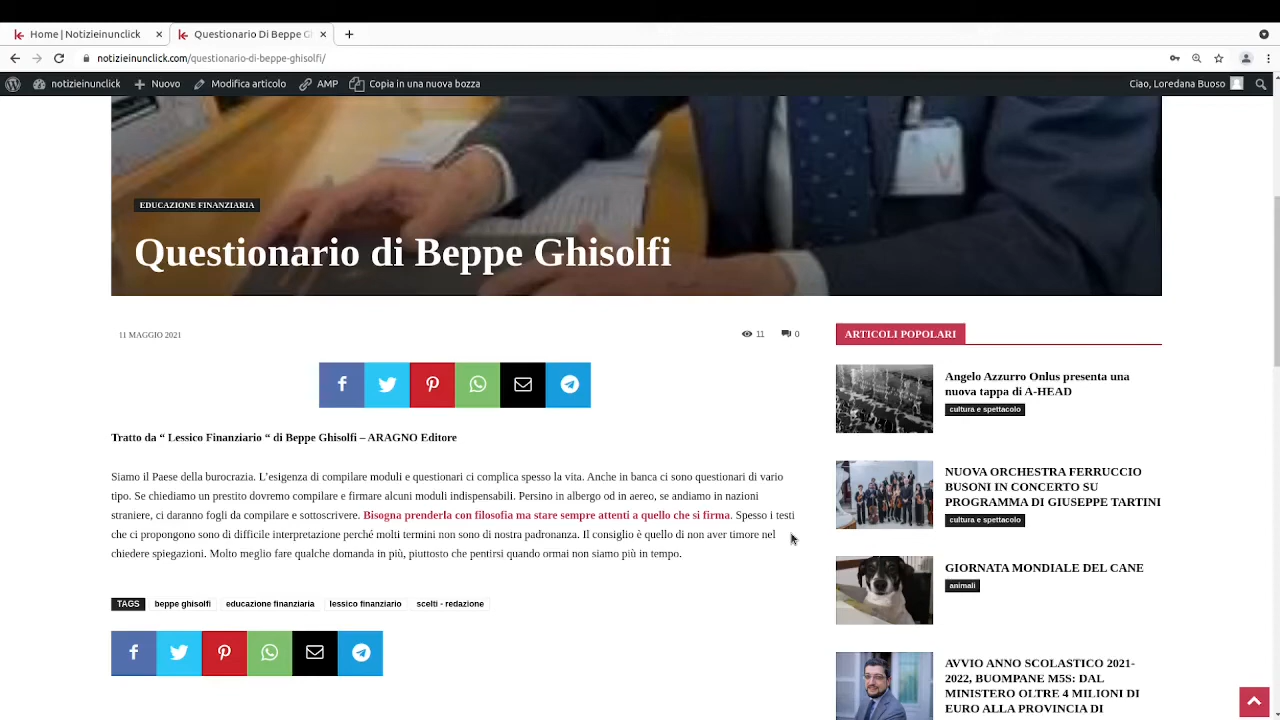 Home | Notizieinunclick
Questionario Di Beppe G
notizieinunclick.com/questionario-di-beppe-ghisolfi/
notizieinunclick
Nuovo
Modifica articolo
AMP
Copia in una nuova bozza
Ciao, Loredana Buoso
EDUCAZIONE FINANZIARIA
Questionario di Beppe Ghisolfi
11 MAGGIO 2021
11
0
Tratto da “ Lessico Finanziario “ di Beppe Ghisolfi – ARAGNO Editore
Siamo il Paese della burocrazia. L’esigenza di compilare moduli e questionari ci complica spesso la vita. Anche in banca ci sono questionari di vario
tipo. Se chiediamo un prestito dovremo compilare e firmare alcuni moduli indispensabili. Persino in albergo od in aereo, se andiamo in nazioni
straniere, ci daranno fogli da compilare e sottoscrivere. Bisogna prenderla con filosofia ma stare sempre attenti a quello che si firma. Spesso i testi
che ci propongono sono di difficile interpretazione perché molti termini non sono di nostra padronanza. Il consiglio è quello di non aver timore nel
chiedere spiegazioni. Molto meglio fare qualche domanda in più, piuttosto che pentirsi quando ormai non siamo più in tempo.
TAGS
beppe ghisolfi
educazione finanziaria
lessico finanziario
scelti - redazione
ARTICOLI POPOLARI
Angelo Azzurro Onlus presenta una
nuova tappa di A-HEAD
cultura e spettacolo
NUOVA ORCHESTRA FERRUCCIO
BUSONI IN CONCERTO SU
PROGRAMMA DI GIUSEPPE TARTINI
cultura e spettacolo
GIORNATA MONDIALE DEL CANE
animali
AVVIO ANNO SCOLASTICO 2021-
2022, BUOMPANE M5S: DAL
MINISTERO OLTRE 4 MILIONI DI
EURO ALLA PROVINCIA DI